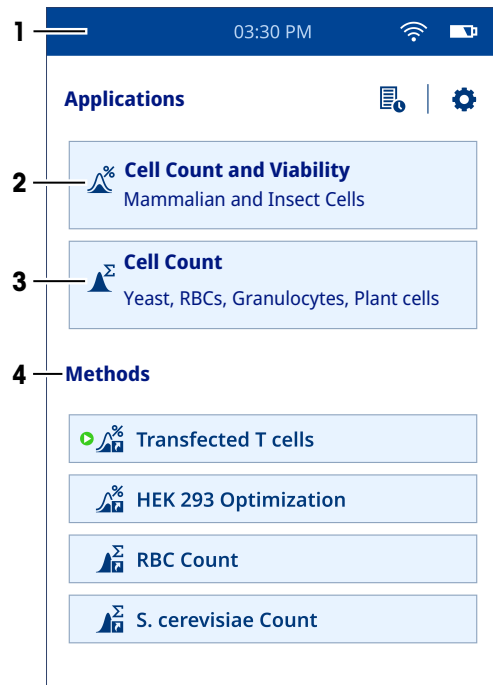 1
03:30 PM
Applications
2
Cell Count and Viability
Mammalian and Insect Cells
3
Cell Count
Yeast, RBCs, Granulocytes, Plant cells
4
Methods
Transfected T cells
HEK 293 Optimization
RBC Count
S. cerevisiae Count